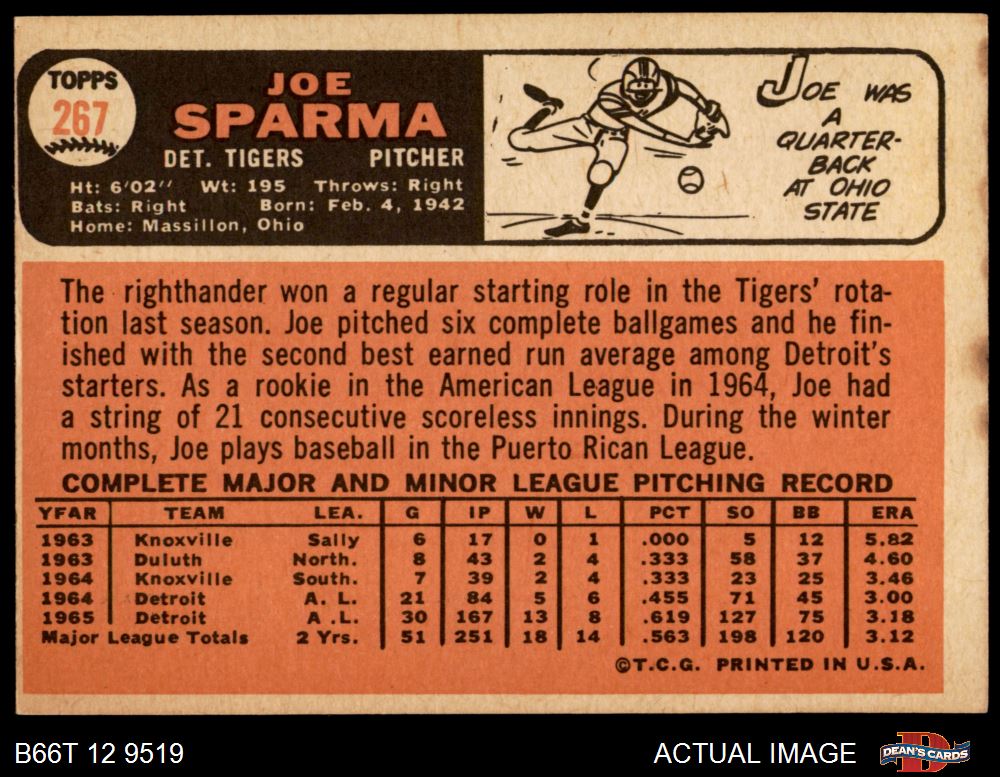 TOPPS
267
JOE
SPARMA
DET. TIGERS PITCHER
Ht: 6'02'' Wt: 195 Throws: Right
Bats: Right Born: Feb. 4, 1942
Home: Massillon, Ohio
JOE WAS
A
QUARTER-
BACK
AT OHIO
STATE
The righthander won a regular starting role in the Tigers' rota-
tion last season. Joe pitched six complete ballgames and he fin-
ished with the second best earned run average among Detroit's
starters. As a rookie in the American League in 1964, Joe had
a string of 21 consecutive scoreless innings. During the winter
months, Joe plays baseball in the Puerto Rican League.
COMPLETE MAJOR AND MINOR LEAGUE PITCHING RECORD
YEAR TEAM LEA. G IP W L PCT SO BB ERA
1963 Knoxville Sally 6 17 0 1 .000 5 12 5.82
1963 Duluth North. 8 43 2 4 .333 58 37 4.60
1964 Knoxville South. 7 39 2 4 .333 23 25 3.46
1964 Detroit A. L. 21 84 5 6 .455 71 45 3.00
1965 Detroit A .L. 30 167 13 8 .619 127 75 3.18
Major League Totals 2 Yrs. 51 251 18 14 .563 198 120 3.12
©T.C.G. PRINTED IN U.S.A.
B66T 12 9519
ACTUAL IMAGE
DEAN'S CARDS